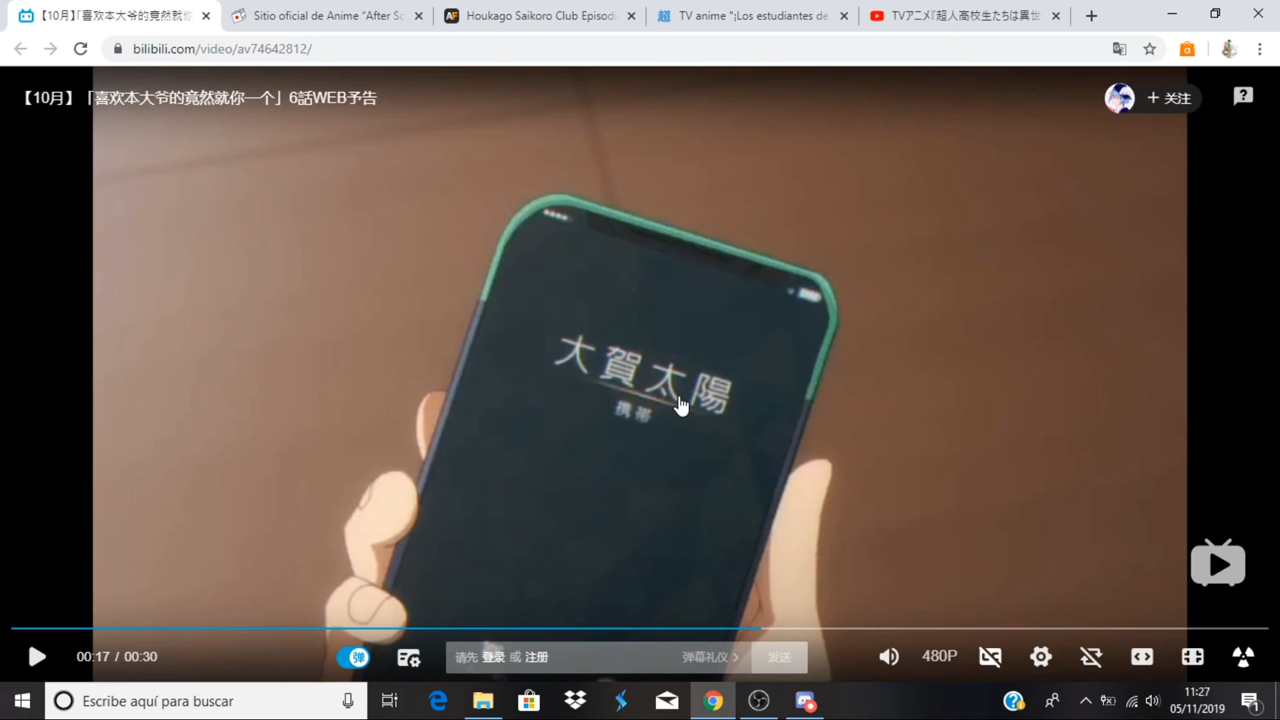 【10月】「喜欢本大爷的竟然就你
Sitio oficial de Anime "After Sc
Houkago Saikoro Club Episodi
TV anime "¡Los estudiantes de
TVアニメ『超人高校生たちは異世
bilibili.com/video/av74642812/
【10月】「喜欢本大爷的竟然就你一个」6話WEB予告
+ 关注
大賀太陽
携帯
00:17 / 00:30
弹
请先 登录 或 注册
弹幕礼仪 >
发送
480P
Escribe aquí para buscar
11:27
05/11/2019
1